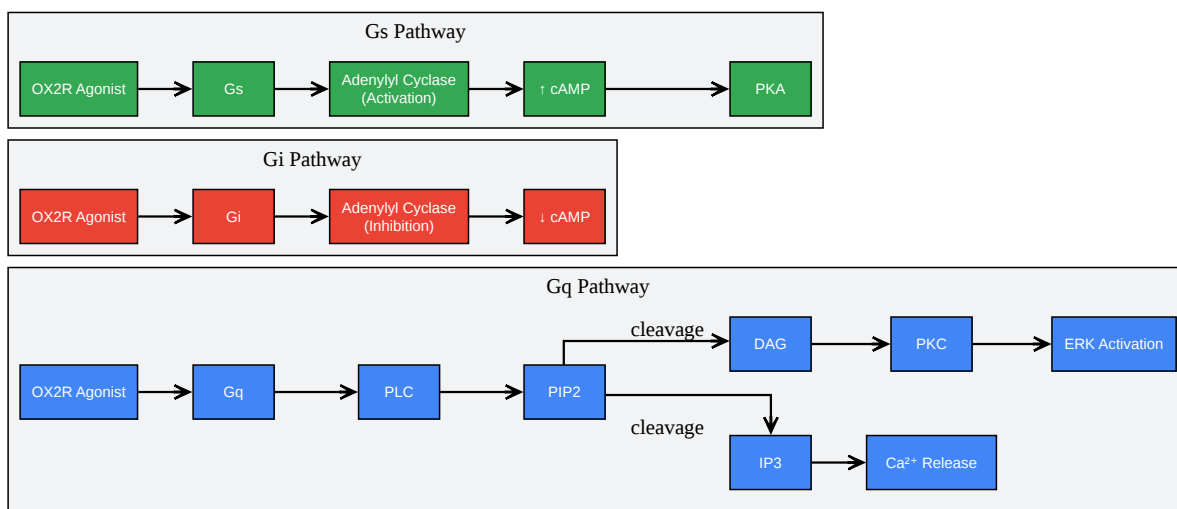 Gs Pathway
OX2R Agonist
Gs
Adenylyl Cyclase
(Activation)
↑ cAMP
PKA
Gi Pathway
OX2R Agonist
Gi
Adenylyl Cyclase
(Inhibition)
↓ cAMP
Gq Pathway
OX2R Agonist
Gq
PLC
PIP2
cleavage
DAG
PKC
ERK Activation
cleavage
IP3
Ca²⁺ Release